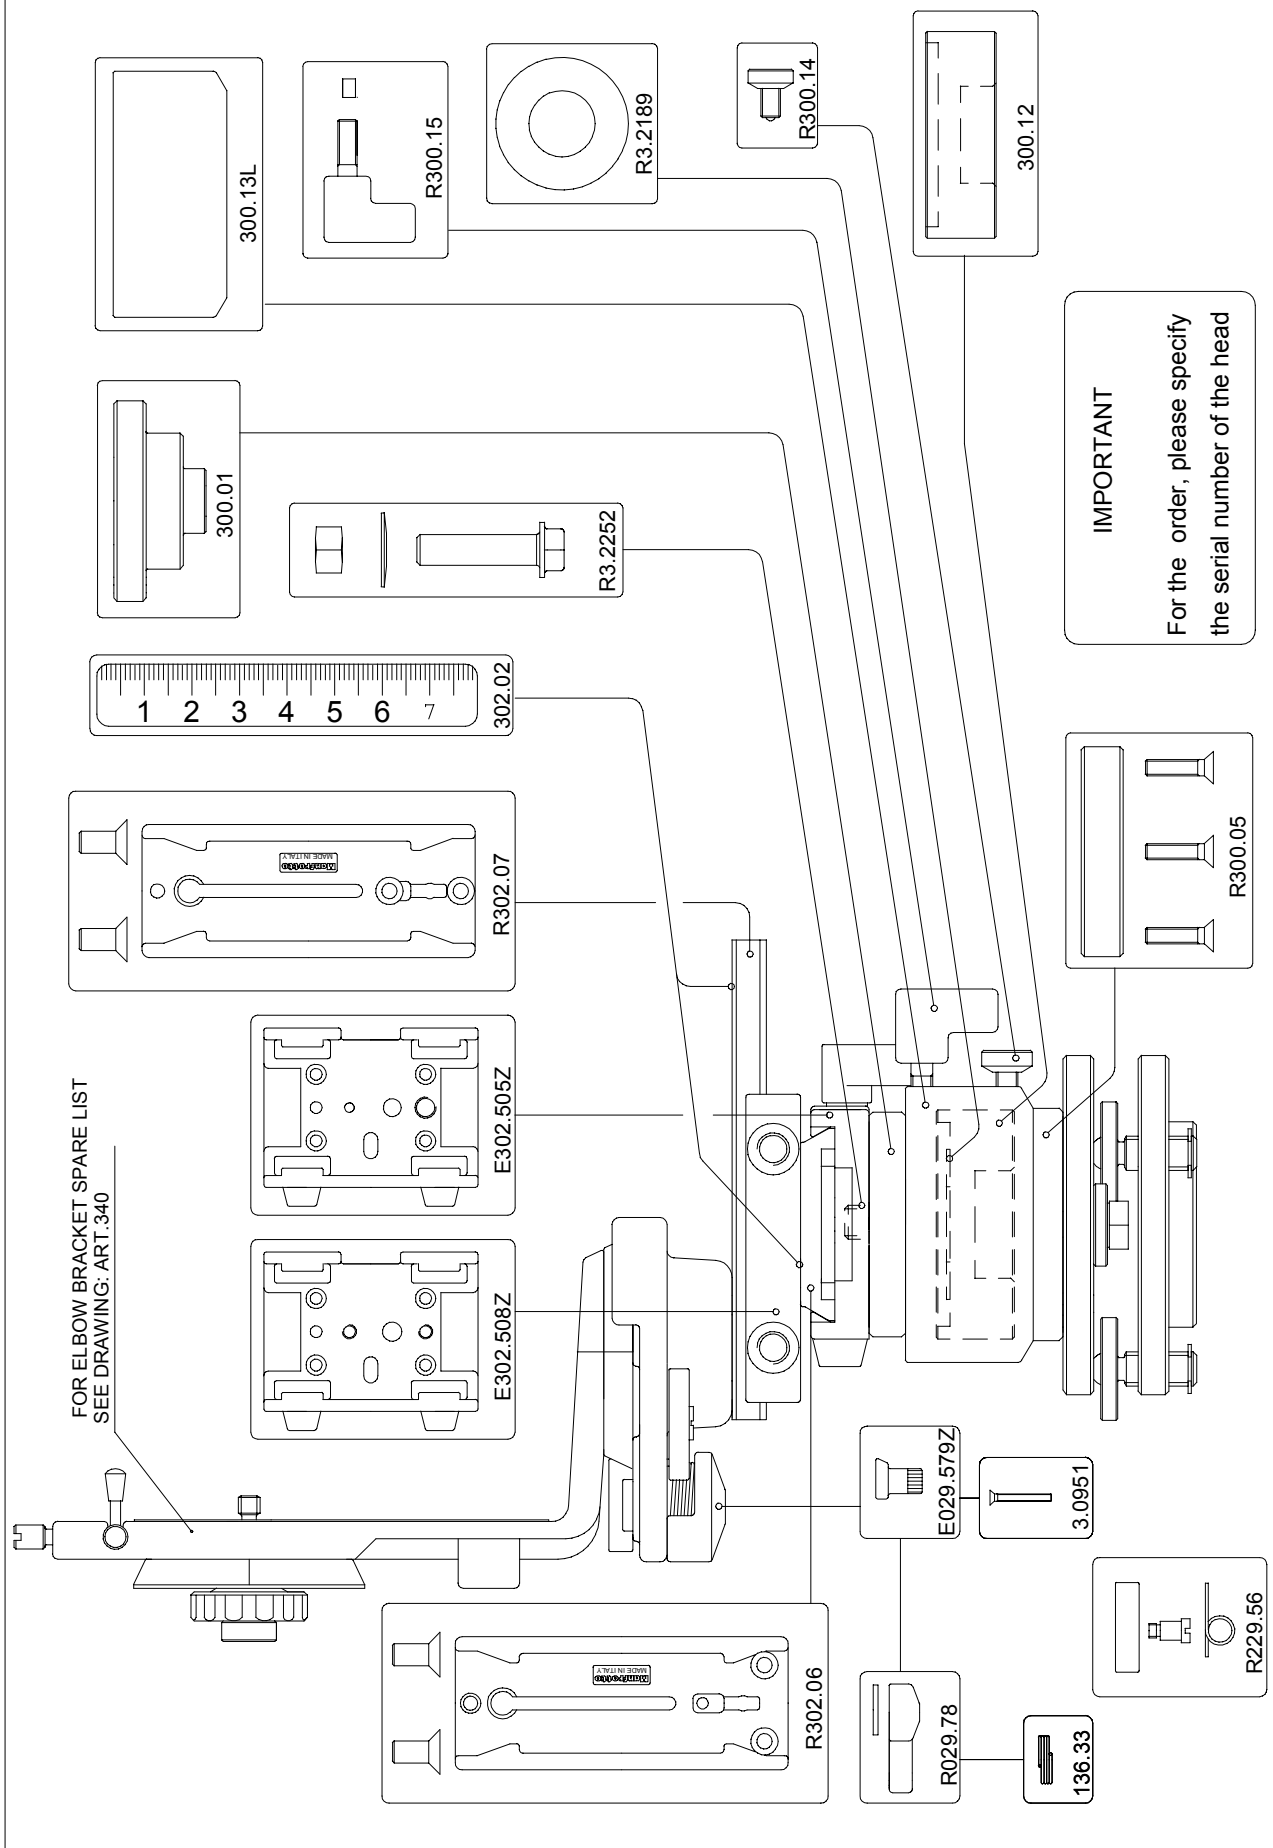 FOR ELBOW BRACKET SPARE LIST
SEE DRAWING: ART.340
E302.508Z
E302.505Z
Manfrotto
MADE IN ITALY
R302.07
1 2 3 4 5 6 7
302.02
R3.2252
300.01
300.13L
R300.15
R3.2189
R300.14
300.12
Manfrotto
MADE IN ITALY
R302.06
R029.78
136.33
E029.579Z
3.0951
R229.56
R300.05
IMPORTANT
For the order, please specify
the serial number of the head